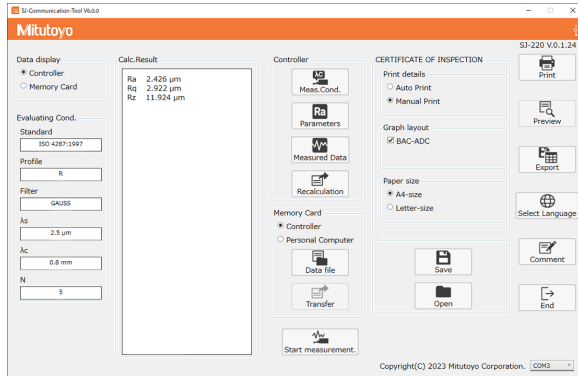 SJ-Communication-Tool V6.0.0
Mitutoyo
SJ-220 V.0.1.24
Data display
Controller
Memory Card
Evaluating Cond.
Standard
ISO 4287:1997
Profile
R
Filter
GAUSS
λs
2.5 µm
λc
0.8 mm
N
5
Calc.Result
Ra 2.426 µm
Rq 2.922 µm
Rz 11.924 µm
Controller
λC
Meas.Cond.
Ra
Parameters
Measured Data
Recalculation
Memory Card
Controller
Personal Computer
Data file
Transfer
Start measurement.
CERTIFICATE OF INSPECTION
Print details
Auto Print
Manual Print
Graph layout
BAC-ADC
Paper size
A4-size
Letter-size
Save
Open
Print
Preview
Export
Select Language
Comment
End
Copyright(C) 2023 Mitutoyo Corporation.
COM3